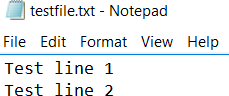 testfile.txt - Notepad
File Edit Format View Help
Test line 1
Test line 2